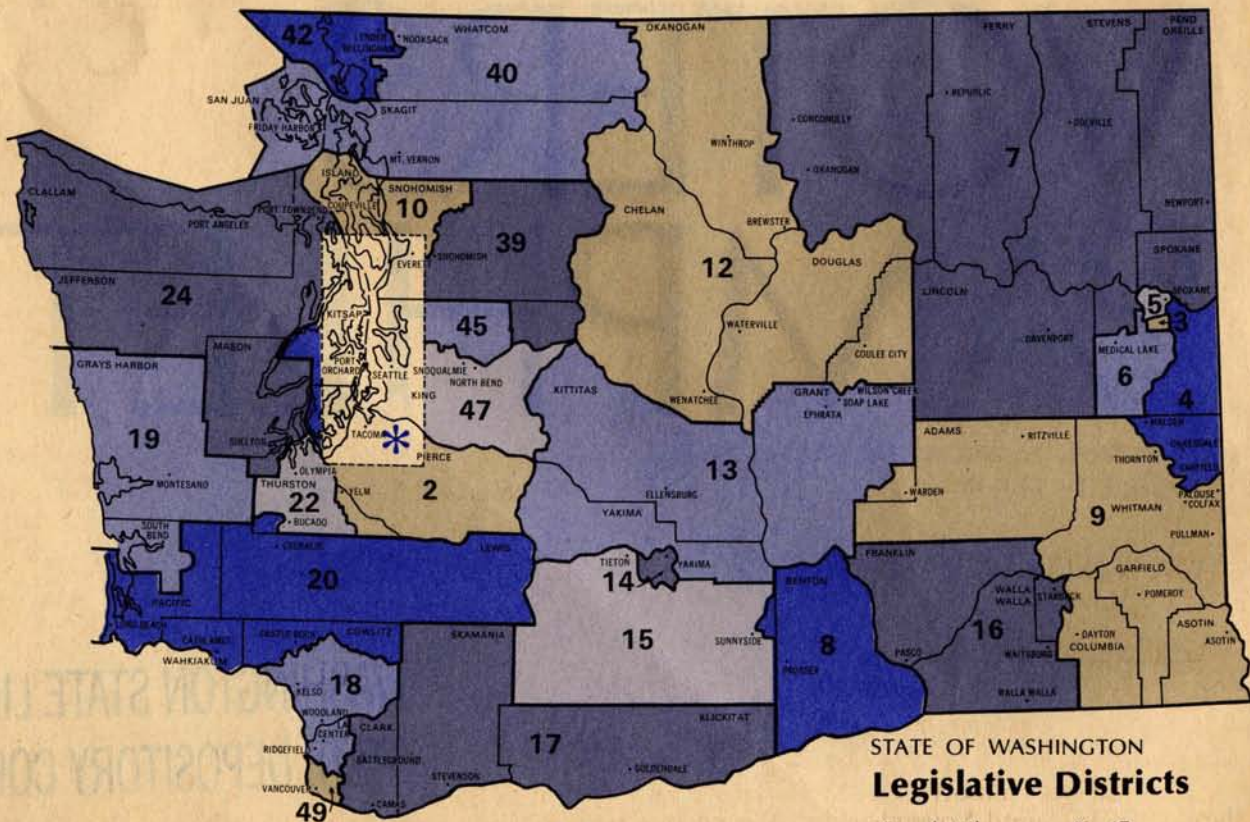 42
LYNDEN
BELLINGHAM
NOOKSACK
WHATCOM
40
OKANOGAN
FERRY
STEVENS
PEND
OREILLE
SAN JUAN
FRIDAY HARBOR
SKAGIT
MT. VERNON
REPUBLIC
COLVILLE
CONCONULLY
7
OKANOGAN
WINTHROP
ISLAND
COUPEVILLE
SNOHOMISH
10
CLALLAM
PORT TOWNSEND
PORT ANGELES
CHELAN
BREWSTER
NEWPORT
39
EVERETT
SNOHOMISH
SPOKANE
12
DOUGLAS
JEFFERSON
24
LINCOLN
5
SPOKANE
3
KITSAP
45
WATERVILLE
DAVENPORT
MEDICAL LAKE
6
MASON
PORT
ORCHARD
SEATTLE
SNOQUALMIE
NORTH BEND
COULEE CITY
GRAYS HARBOR
KING
47
KITTITAS
WENATCHEE
GRANT
WILSON CREEK
SOAP LAKE
EPHRATA
4
19
TACOMA
*
SHELTON
ADAMS
RITZVILLE
MALDEN
OAKESDALE
GARFIELD
THORNTON
OLYMPIA
PIERCE
2
13
MONTESANO
THURSTON
22
YELM
ELLENSBURG
WARDEN
9
WHITMAN
PALOUSE
COLFAX
BUCADO
YAKIMA
PULLMAN
SOUTH
BEND
CENTRALIA
LEWIS
TIETON
YAKIMA
14
FRANKLIN
20
BENTON
GARFIELD
PACIFIC
WALLA
WALLA
STARBUCK
POMEROY
LONG BEACH
CATHLAMET
CASTLE ROCK
COWLITZ
SKAMANIA
15
SUNNYSIDE
8
16
ASOTIN
DAYTON
COLUMBIA
ASOTIN
WAHKIAKUM
PROSSER
PASCO
WAITSBURG
18
KELSO
WOODLAND
WALLA WALLA
LA
CENTER
CLARK
KLICKITAT
17
RIDGEFIELD
BATTLEGROUND
GOLDENDALE
STEVENSON
VANCOUVER
CAMAS
49
STATE OF WASHINGTON
Legislative Districts